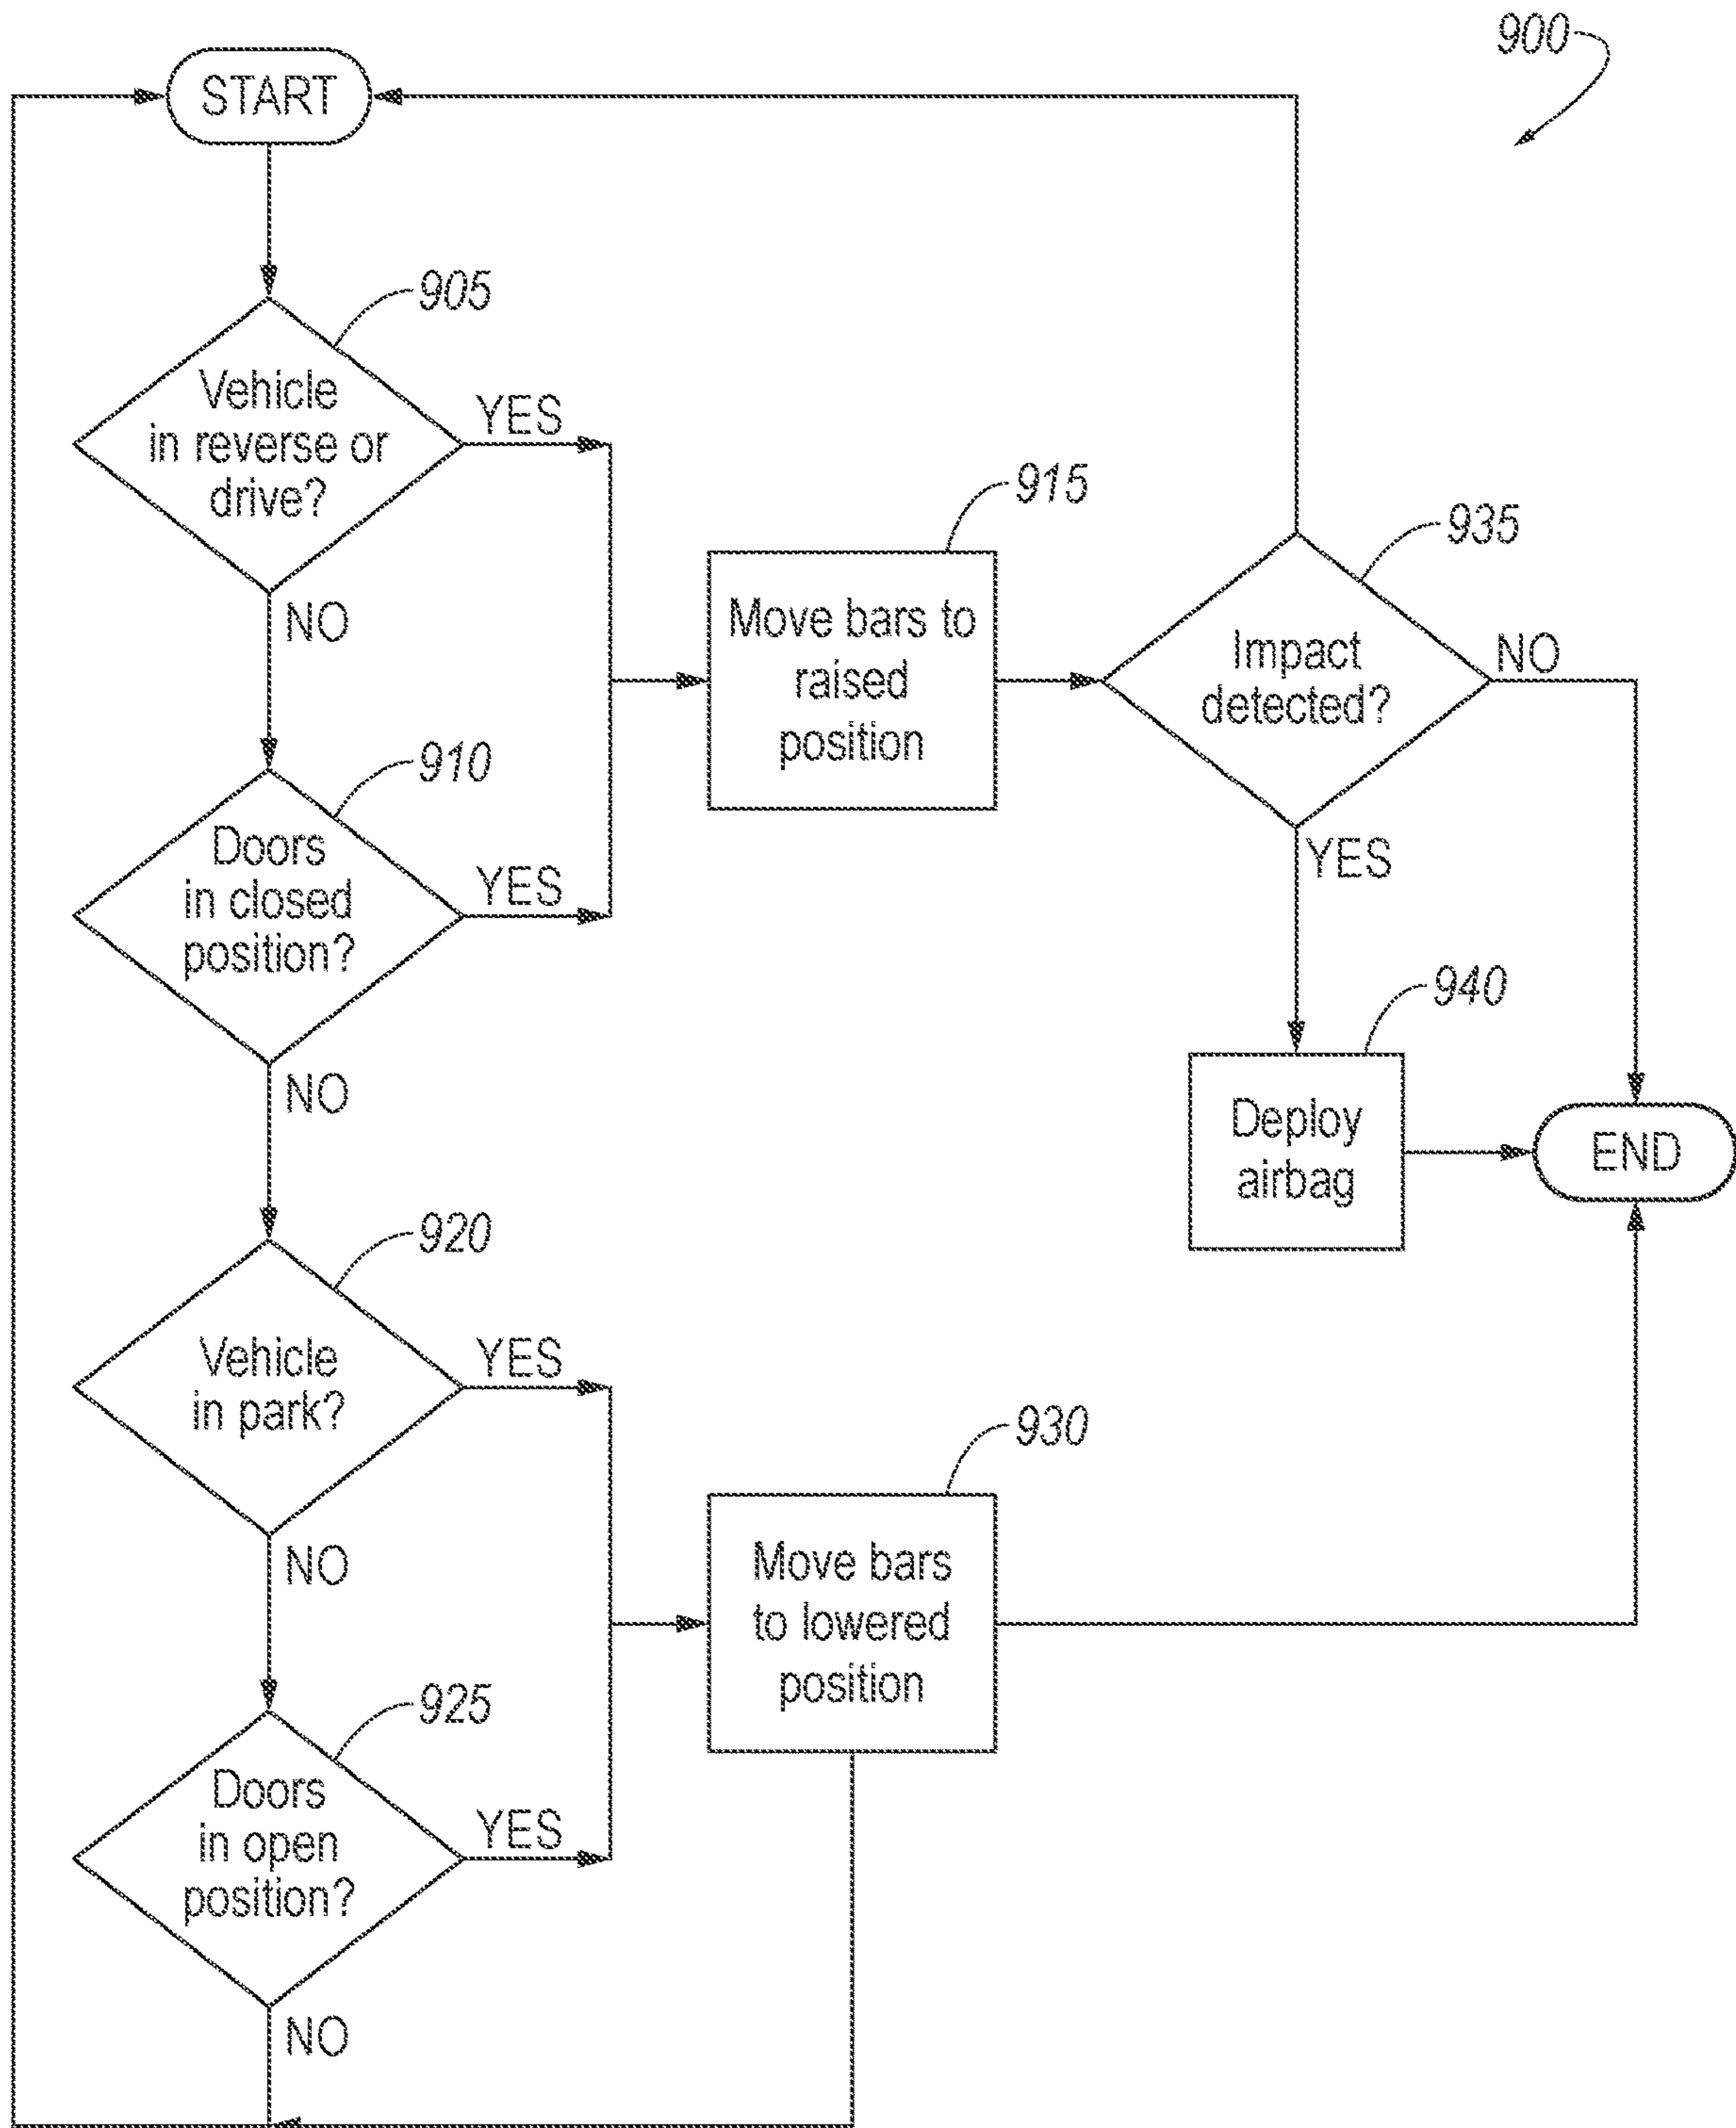 900
START
905
Vehicle
in reverse or
drive?
YES
NO
915
Move bars to
raised
position
935
Impact
detected?
NO
YES
910
Doors
in closed
position?
YES
NO
940
Deploy
airbag
END
920
Vehicle
in park?
YES
NO
930
Move bars
to lowered
position
925
Doors
in open
position?
YES
NO